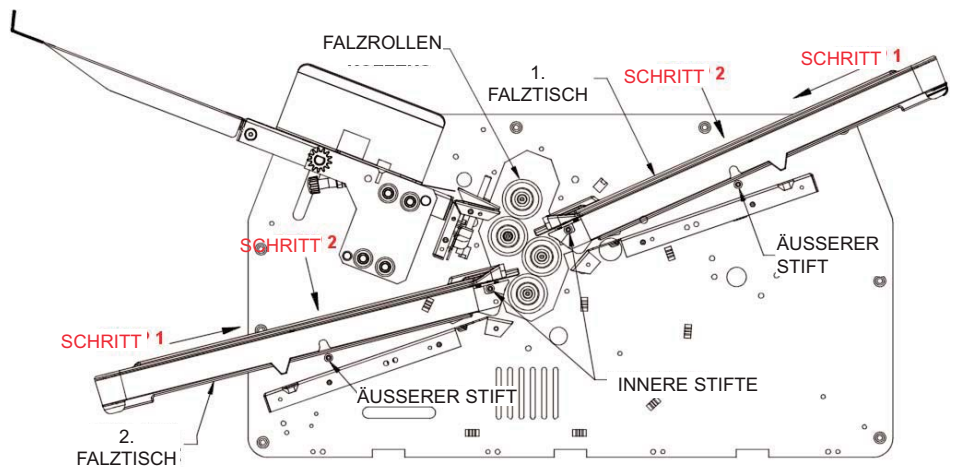 FALZROLLEN
1.
FALZTISCH
SCHRITT 2
SCHRITT 1
SCHRITT 2
ÄUSSERER
STIFT
SCHRITT 1
INNERE STIFTE
ÄUSSERER STIFT
2.
FALZTISCH